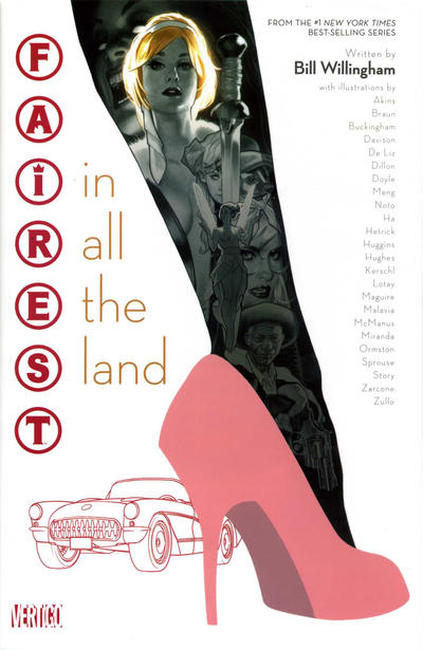 FAIREST
in
all
the
land
FROM THE #1 NEW YORK TIMES
BEST-SELLING SERIES
Written by
Bill Willingham
with illustrations by
Akins
Braun
Buckingham
Davison
De Liz
Dillon
Doyle
Meng
Noto
Ha
Hetrick
Huggins
Hughes
Kerschl
Lotay
Maguire
Malavia
McManus
Miranda
Ormston
Sprouse
Story
Zarcone
Zullo
VERTIGO